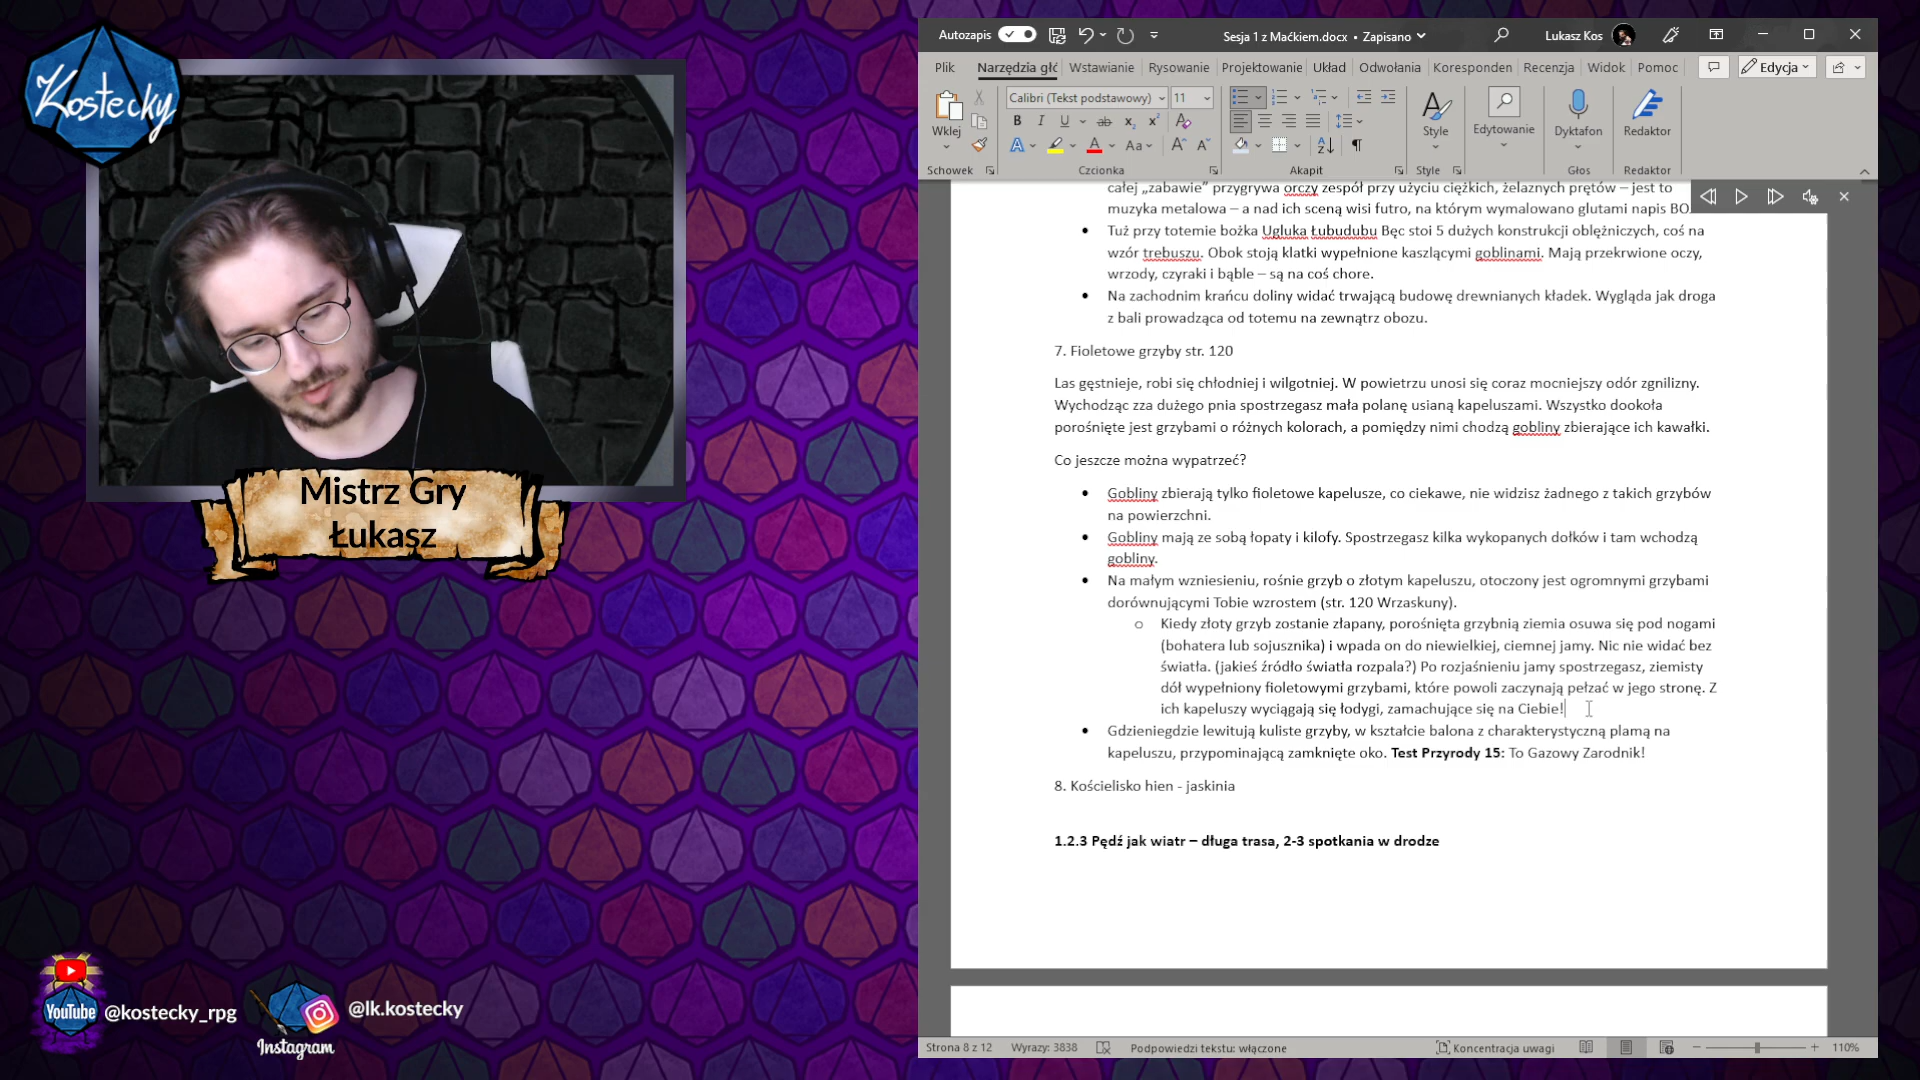 Kostecky
Mistrz Gry
Łukasz
YouTube
@kostecky_rpg
Instagram
@lk.kostecky
Autozapis
Sesja 1 z Maćkiem.docx • Zapisano
Lukasz Kos
Plik
Narzędzia głć
Wstawianie
Rysowanie
Projektowanie
Układ
Odwołania
Koresponden
Recenzja
Widok
Pomoc
Edycja
Wklej
Calibri (Tekst podstawowy)
11
Style
Edytowanie
Dyktafon
Redaktor
Schowek
Czcionka
Akapit
Style
Głos
Redaktor
całej „zabawie” przygrywa orczy zespół przy użyciu ciężkich, żelaznych prętów – jest to
muzyka metalowa – a nad ich sceną wisi futro, na którym wymalowano glutami napis BO
• Tuż przy totemie bożka Ugluka Łubudubu Bęc stoi 5 dużych konstrukcji oblężniczych, coś na
wzór trebuszu. Obok stoją klatki wypełnione kaszlącymi goblinami. Mają przekrwione oczy,
wrzody, czyraki i bąble – są na coś chore.
• Na zachodnim krańcu doliny widać trwającą budowę drewnianych kładek. Wygląda jak droga
z bali prowadząca od totemu na zewnątrz obozu.
7. Fioletowe grzyby str. 120
Las gęstnieje, robi się chłodniej i wilgotniej. W powietrzu unosi się coraz mocniejszy odór zgnilizny.
Wychodząc zza dużego pnia spostrzegasz mała polanę usianą kapeluszami. Wszystko dookoła
porośnięte jest grzybami o różnych kolorach, a pomiędzy nimi chodzą gobliny zbierające ich kawałki.
Co jeszcze można wypatrzeć?
• Gobliny zbierają tylko fioletowe kapelusze, co ciekawe, nie widzisz żadnego z takich grzybów
na powierzchni.
• Gobliny mają ze sobą łopaty i kilofy. Spostrzegasz kilka wykopanych dołków i tam wchodzą
gobliny.
• Na małym wzniesieniu, rośnie grzyb o złotym kapeluszu, otoczony jest ogromnymi grzybami
dorównującymi Tobie wzrostem (str. 120 Wrzaskuny).
o Kiedy złoty grzyb zostanie złapany, porośnięta grzybnią ziemia osuwa się pod nogami
(bohatera lub sojusznika) i wpada on do niewielkiej, ciemnej jamy. Nic nie widać bez
światła. (jakieś źródło światła rozpala?) Po rozjaśnieniu jamy spostrzegasz, ziemisty
dół wypełniony fioletowymi grzybami, które powoli zaczynają pełzać w jego stronę. Z
ich kapeluszy wyciągają się łodygi, zamachujące się na Ciebie!
• Gdzieniegdzie lewitują kuliste grzyby, w kształcie balona z charakterystyczną plamą na
kapeluszu, przypominającą zamknięte oko. Test Przyrody 15: To Gazowy Zarodnik!
8. Kościelisko hien - jaskinia
1.2.3 Pędź jak wiatr – długa trasa, 2-3 spotkania w drodze
Strona 8 z 12
Wyrazy: 3838
Podpowiedzi tekstu: włączone
Koncentracja uwagi
110%